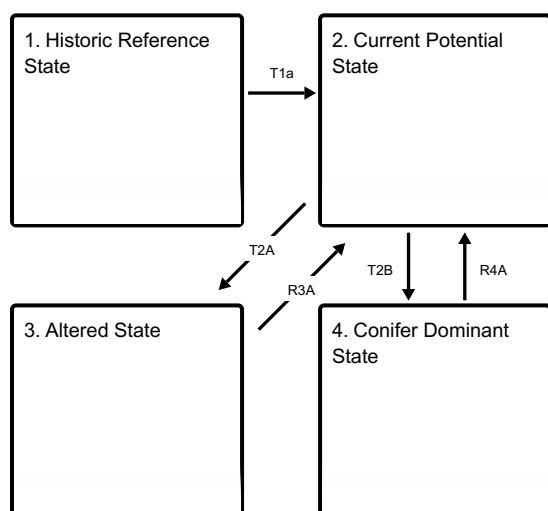 1. Historic Reference
State
2. Current Potential
State
T1a
T2A
R3A
T2B
R4A
3. Altered State
4. Conifer Dominant
State